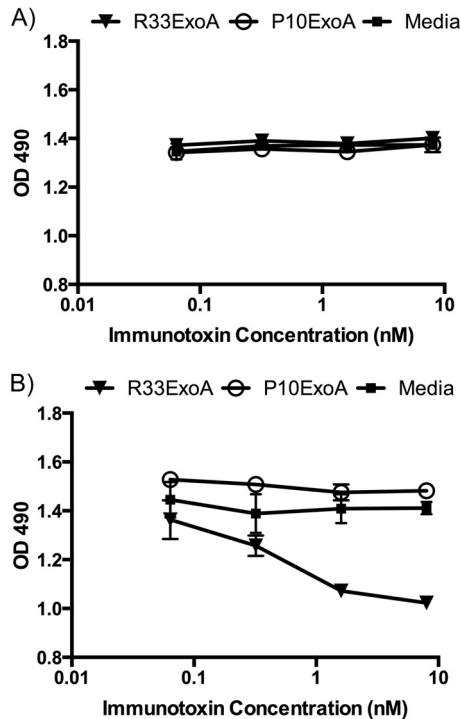 A)
R33ExoA P10ExoA Media
OD 490
1.8
1.6
1.4
1.2
1.0
0.8
0.01 0.1 1 10
Immunotoxin Concentration (nM)
B)
R33ExoA P10ExoA Media
OD 490
1.8
1.6
1.4
1.2
1.0
0.8
0.01 0.1 1 10
Immunotoxin Concentration (nM)